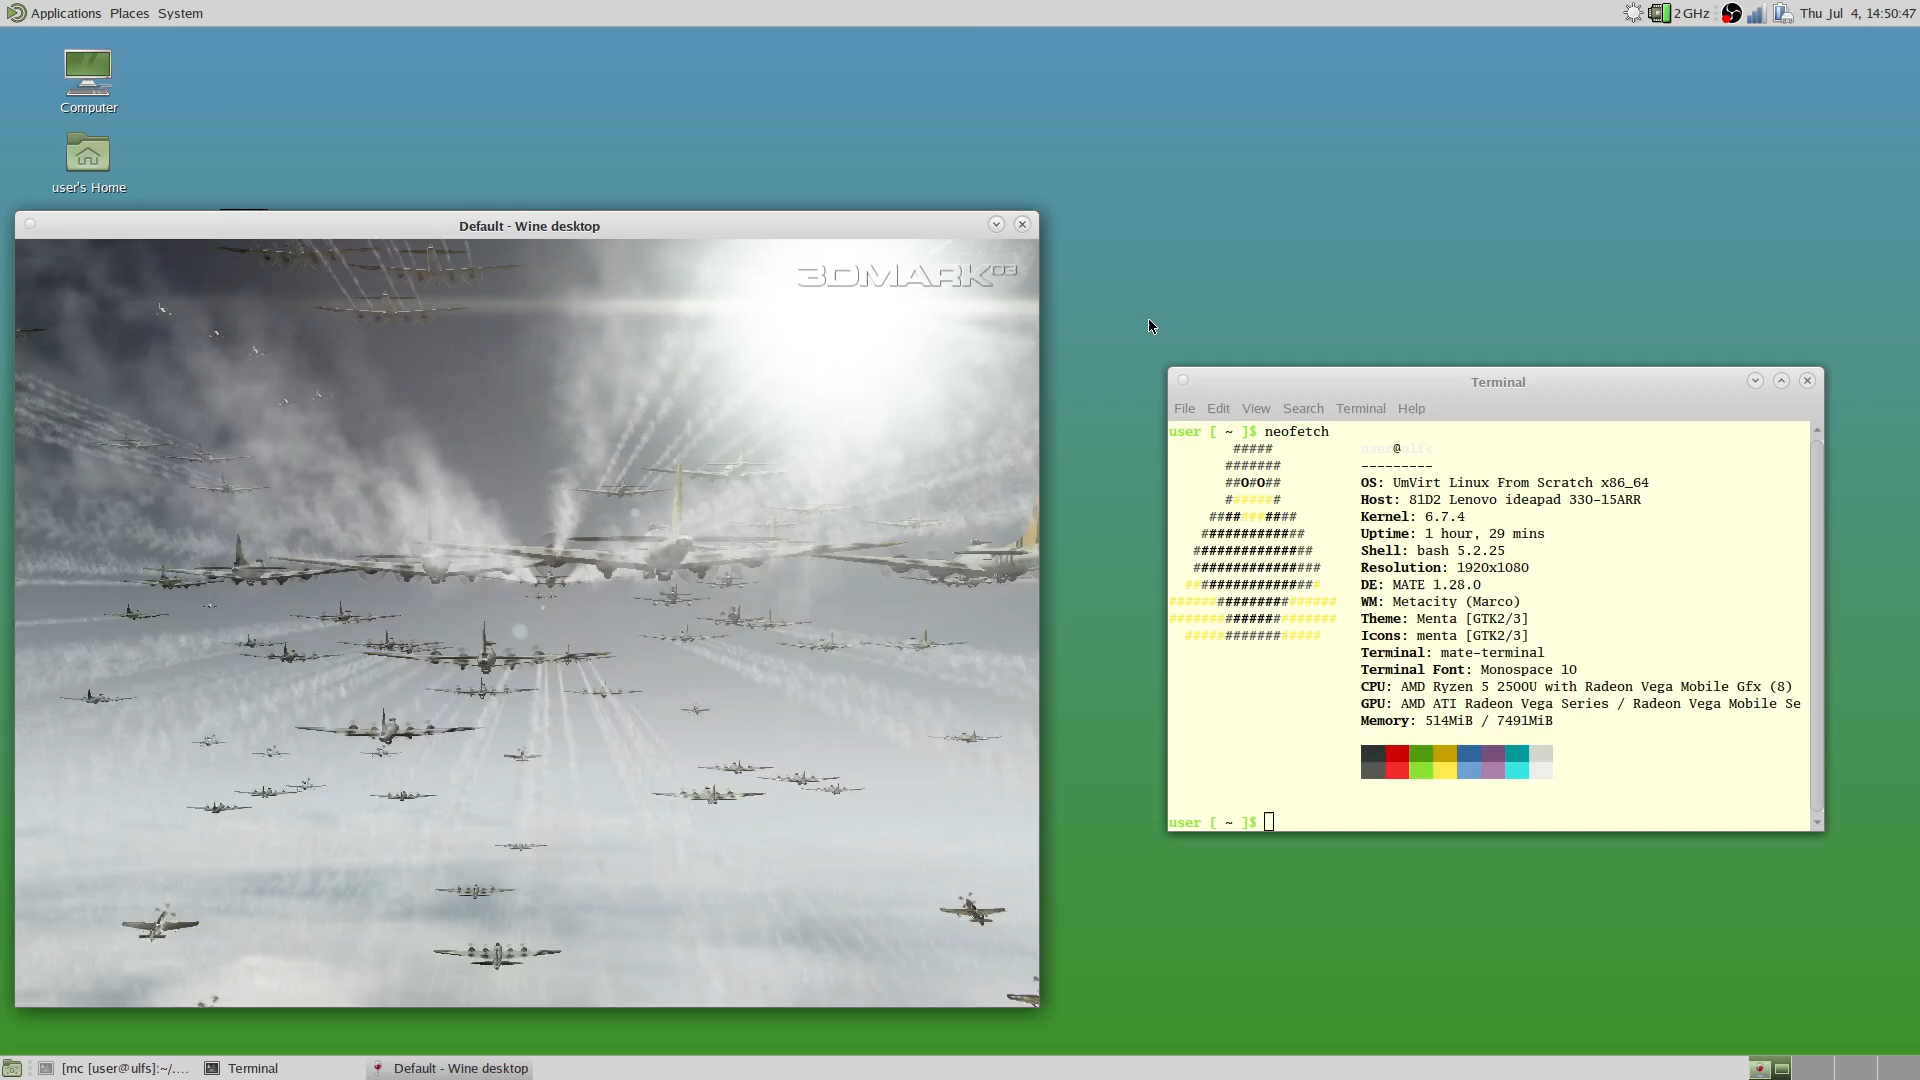 Applications Places System
2 GHz
Thu Jul 4, 14:50:47
Computer
user's Home
Default - Wine desktop
3DMARK03
Terminal
File Edit View Search Terminal Help
user [ ~ ]$ neofetch
user@ulfs
---------
OS: UmVirt Linux From Scratch x86_64
Host: 81D2 Lenovo ideapad 330-15ARR
Kernel: 6.7.4
Uptime: 1 hour, 29 mins
Shell: bash 5.2.25
Resolution: 1920x1080
DE: MATE 1.28.0
WM: Metacity (Marco)
Theme: Menta [GTK2/3]
Icons: menta [GTK2/3]
Terminal: mate-terminal
Terminal Font: Monospace 10
CPU: AMD Ryzen 5 2500U with Radeon Vega Mobile Gfx (8)
GPU: AMD ATI Radeon Vega Series / Radeon Vega Mobile Se
Memory: 514MiB / 7491MiB
user [ ~ ]$
[mc [user@ulfs]:~/....
Terminal
Default - Wine desktop